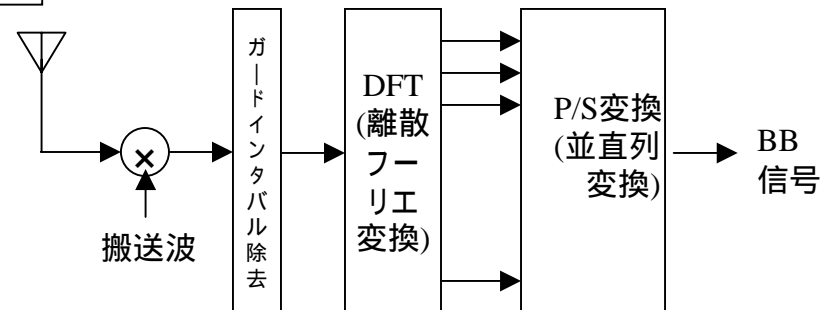 ガードインタバル除去
DFT
(離散
フー
リエ
変換)
P/S変換
(並直列
変換)
BB
信号
×
搬送波